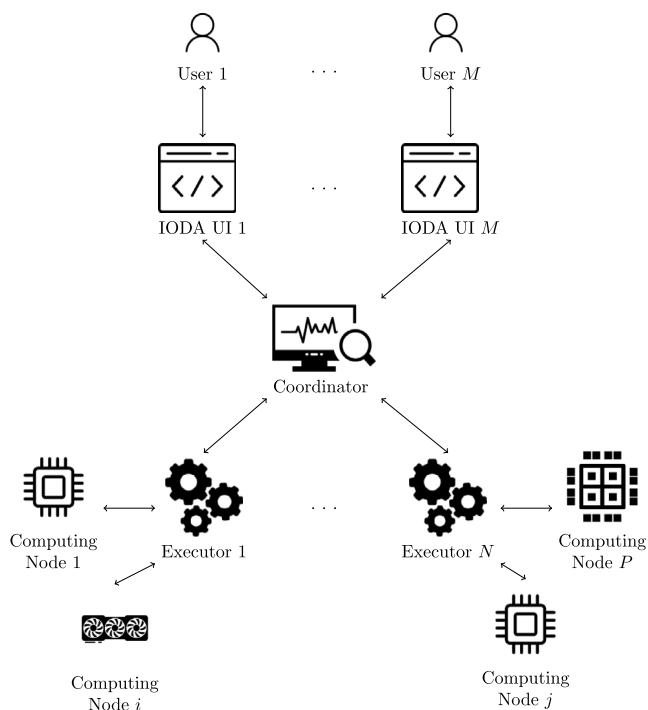 User 1
. . .
User M
</>
. . .
</>
IODA UI 1
IODA UI M
Coordinator
. . .
Computing
Node 1
Executor 1
Executor N
Computing
Node P
Computing
Node i
Computing
Node j